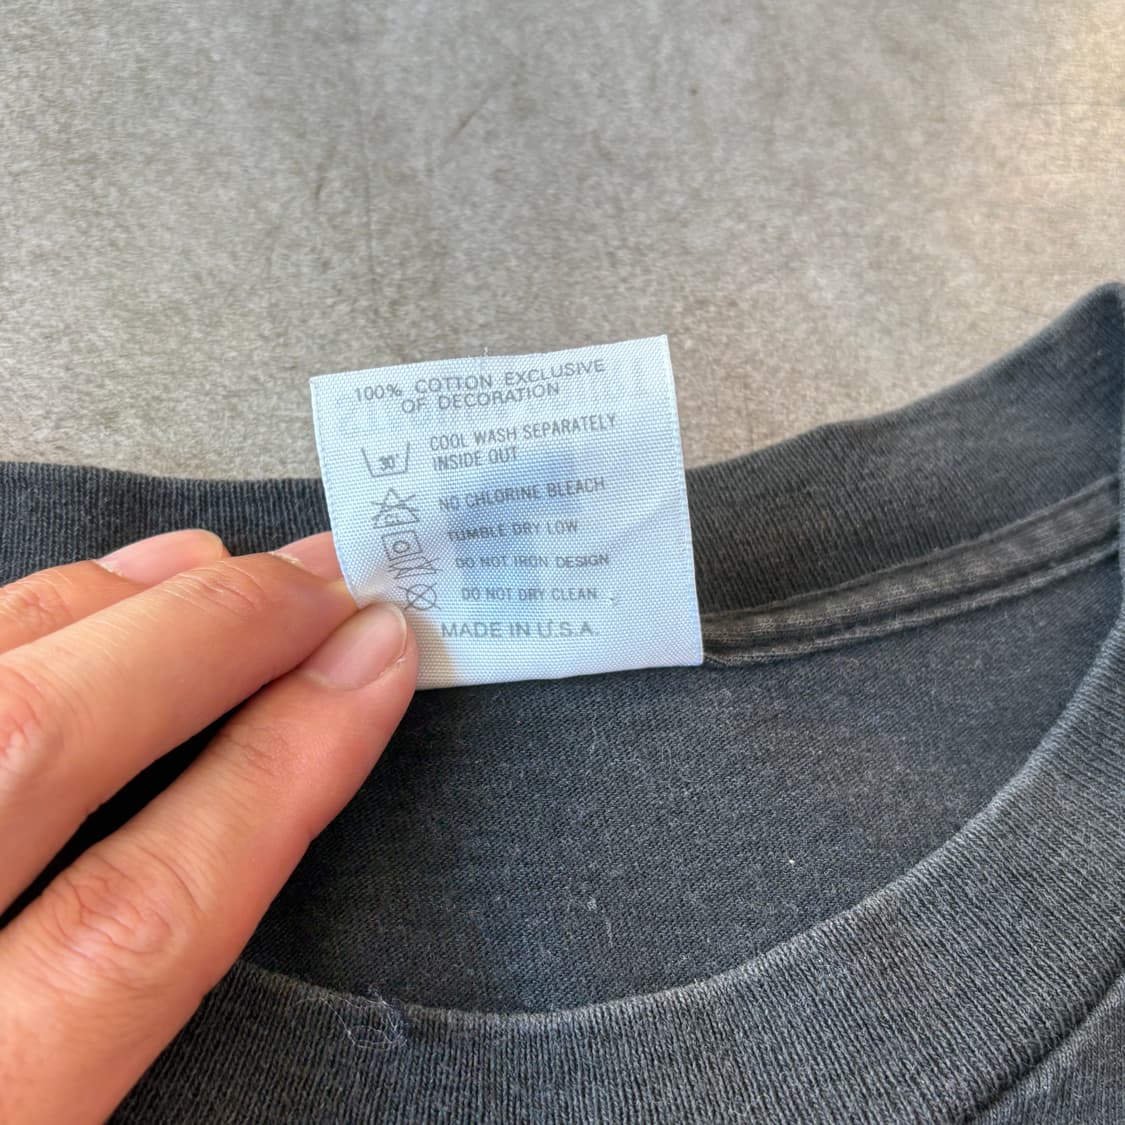 100% COTTON EXCLUSIVE
OF DECORATION
30°
COOL WASH SEPARATELY
INSIDE OUT
NO CHLORINE BLEACH
TUMBLE DRY LOW
DO NOT IRON DESIGN
DO NOT DRY CLEAN
MADE IN U.S.A.